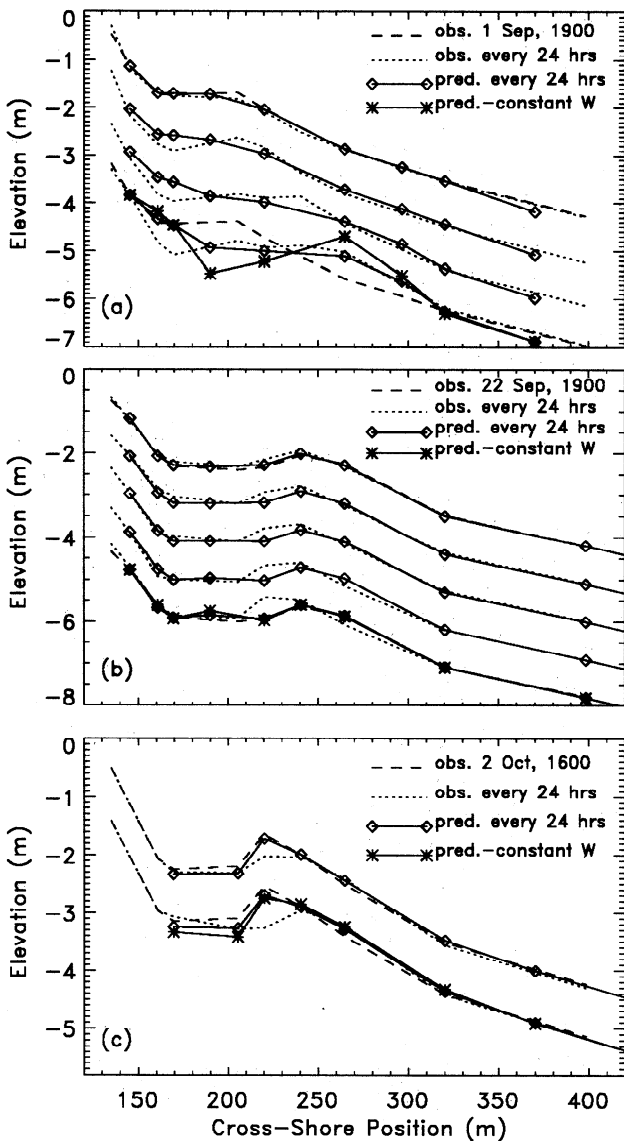 0
obs. 1 Sep, 1900
−1
obs. every 24 hrs
pred. every 24 hrs
−2
pred.−constant W
−3
Elevation (m)
−4
−5
−6
(a)
−7
0
obs. 22 Sep, 1900
obs. every 24 hrs
pred. every 24 hrs
−2
pred.−constant W
Elevation (m)
−4
−6
(b)
−8
0
obs. 2 Oct, 1600
obs. every 24 hrs
−1
pred. every 24 hrs
pred.−constant W
−2
Elevation (m)
−3
−4
−5
(c)
150 200 250 300 350 400
Cross−Shore Position (m)